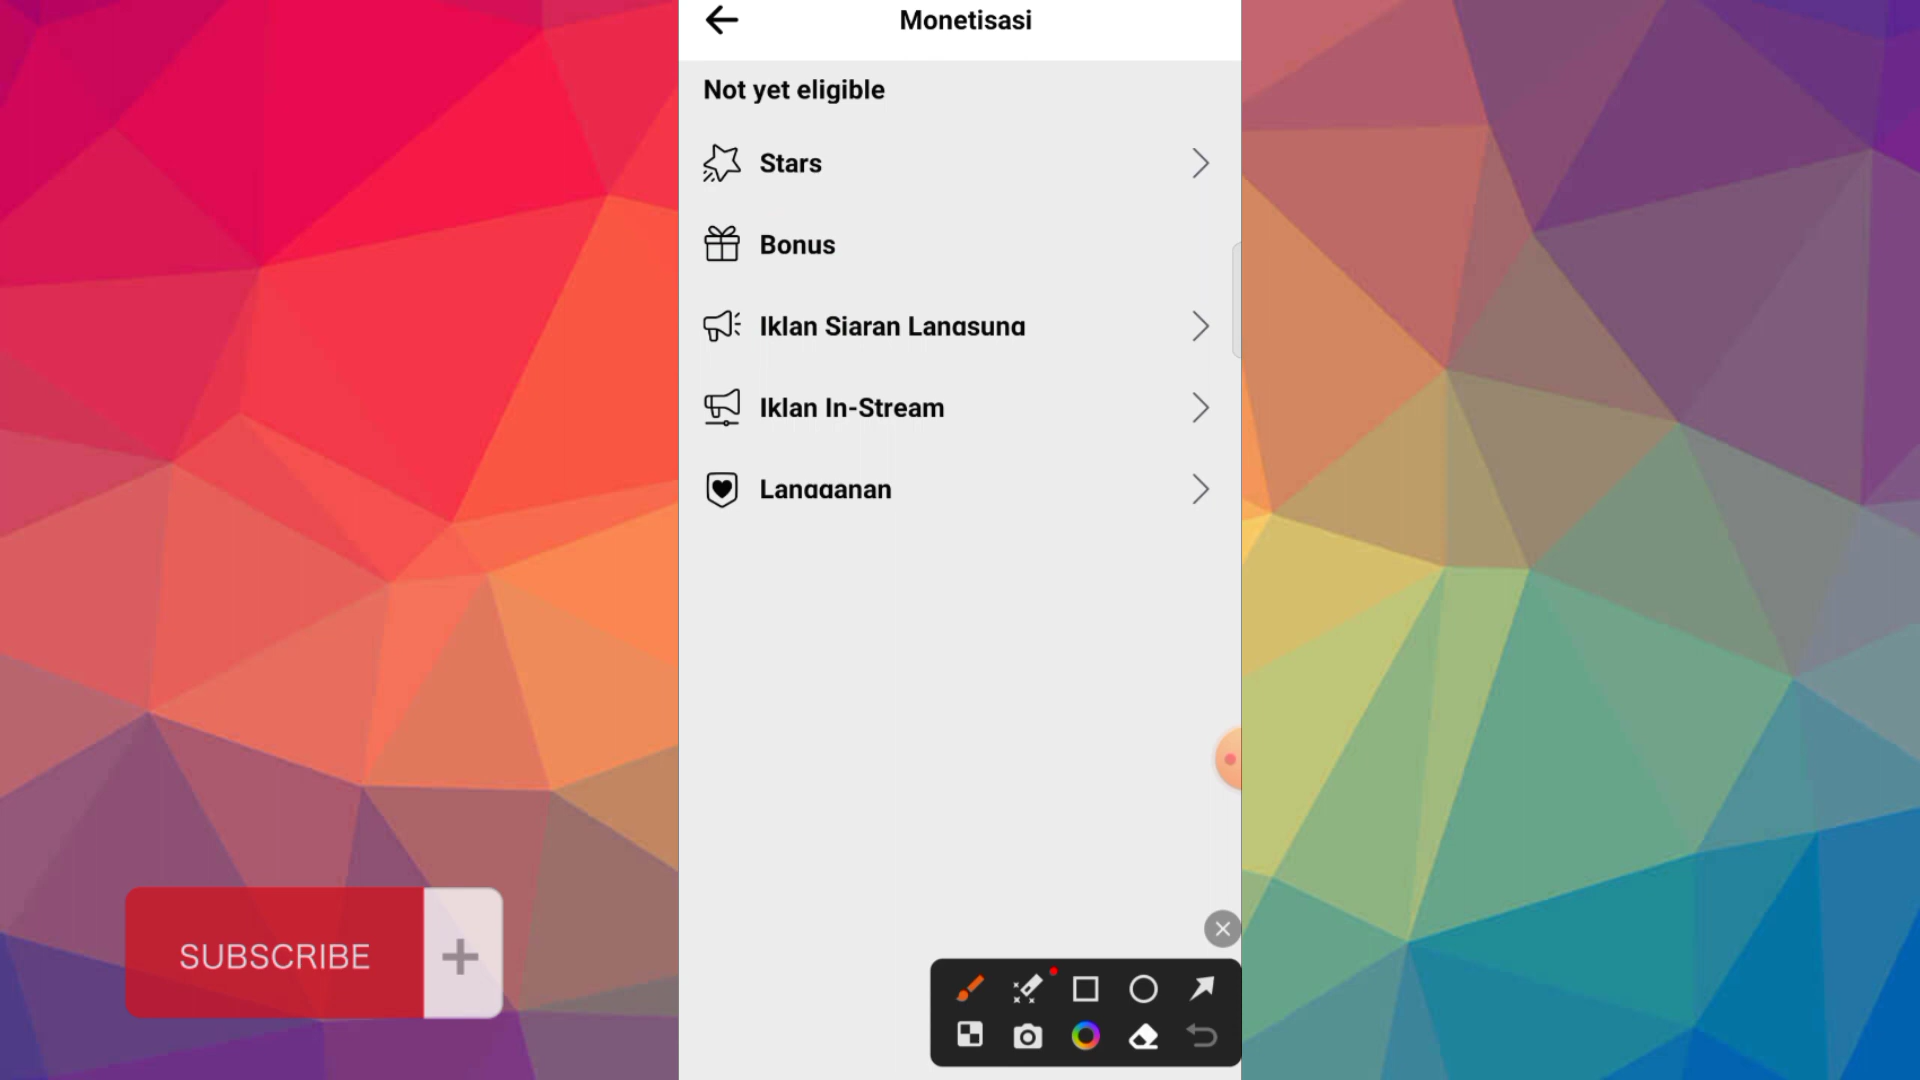 Monetisasi
Not yet eligible
Stars
Bonus
Iklan Siaran Langsung
Iklan In-Stream
Langganan
SUBSCRIBE